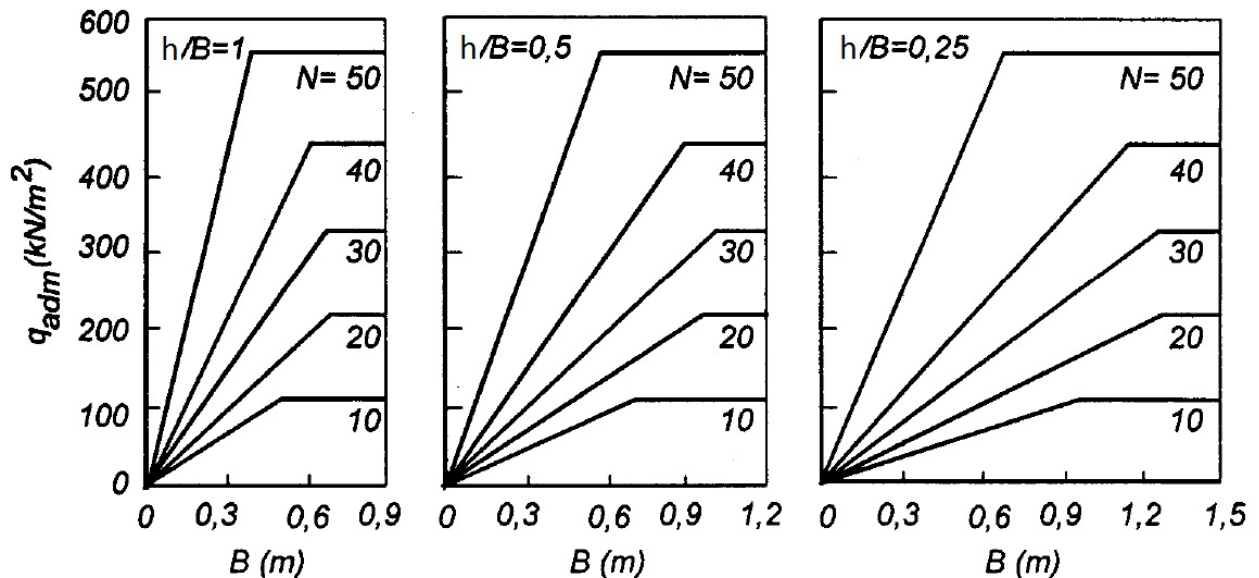 q_adm (kN/m²)
600
500
400
300
200
100
0
h/B=1
N= 50
40
30
20
10
0 0,3 0,6 0,9
B (m)
h/B=0,5
N= 50
40
30
20
10
0 0,3 0,6 0,9 1,2
B (m)
h/B=0,25
N= 50
40
30
20
10
0 0,3 0,6 0,9 1,2 1,5
B (m)